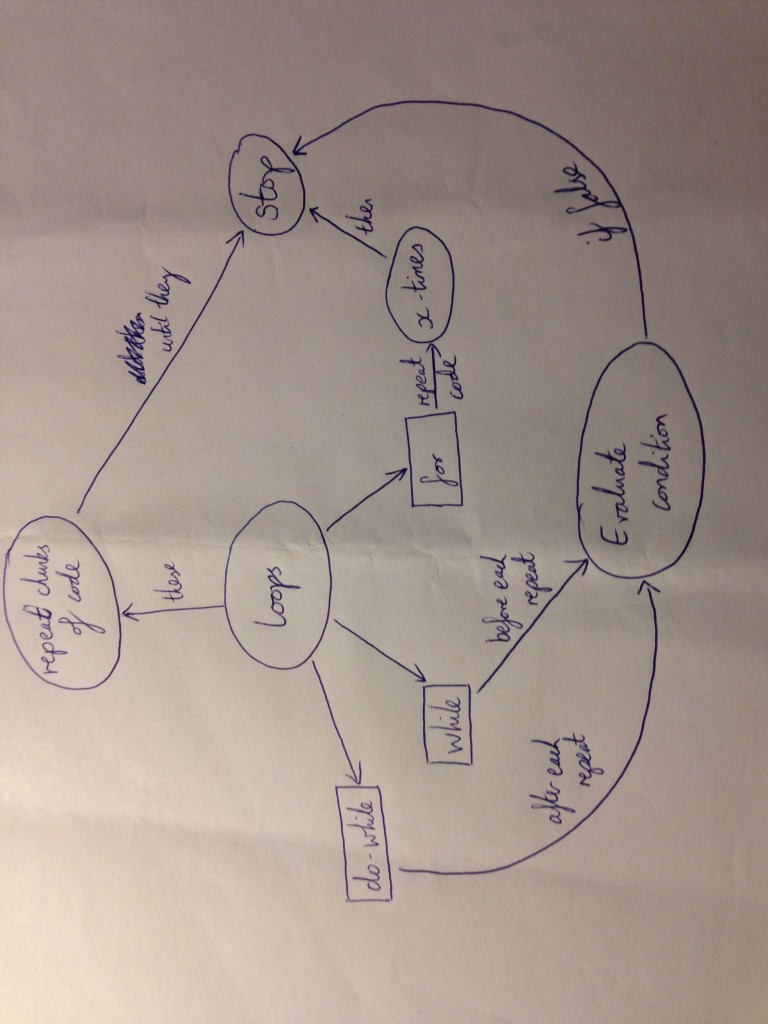 repeat chunks
of code
until they
Stop
these
Loops
then
x-times
repeat
code
for
do-while
while
before each
repeat
after each
repeat
Evaluate
condition
if false